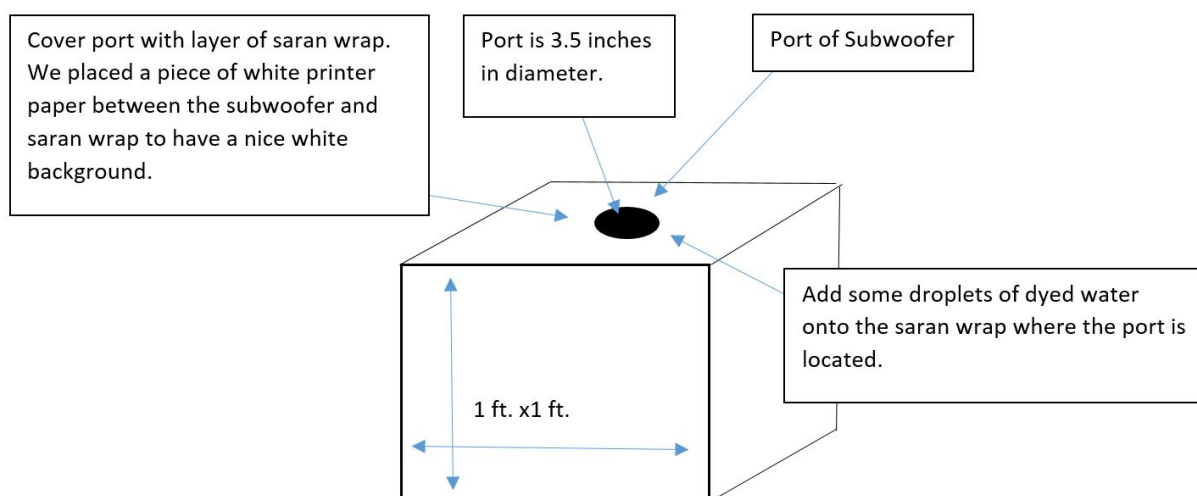 Cover port with layer of saran wrap.
We placed a piece of white printer
paper between the subwoofer and
saran wrap to have a nice white
background.
Port is 3.5 inches
in diameter.
Port of Subwoofer
Add some droplets of dyed water
onto the saran wrap where the port is
located.
1 ft. x1 ft.